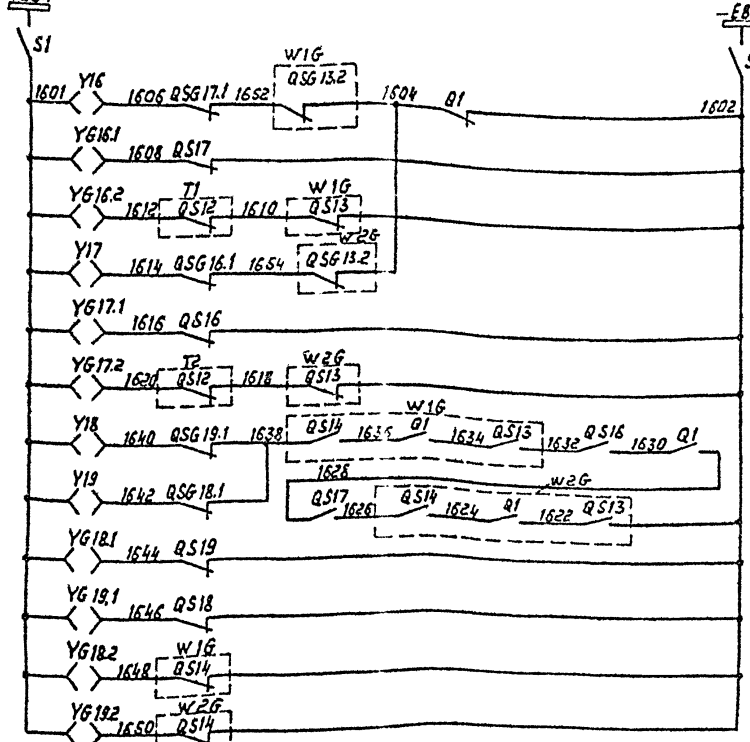 -EB
S1
W1G
1601 Y16 1606 QSG17.1 1652 QSG13.2 1604 Q1 1602
YG16.1 1608 QS17
T1 W1G
YG16.2 1612 QS12 1610 QS13
W2G
Y17 1614 QSG16.1 1654 QSG13.2
YG17.1 1616 QS16
T2 W2G
YG17.2 1620 QS12 1618 QS13
W1G
Y18 1640 QSG19.1 1638 QS14 1636 Q1 1634 QS13 1632 QS16 1630 Q1
1628 W2G
Y19 1642 QSG18.1 QS17 1626 QS14 1624 Q1 1622 QS13
YG18.1 1644 QS19
YG19.1 1646 QS18
W1G
YG18.2 1648 QS14
W2G
YG19.2 1650 QS14